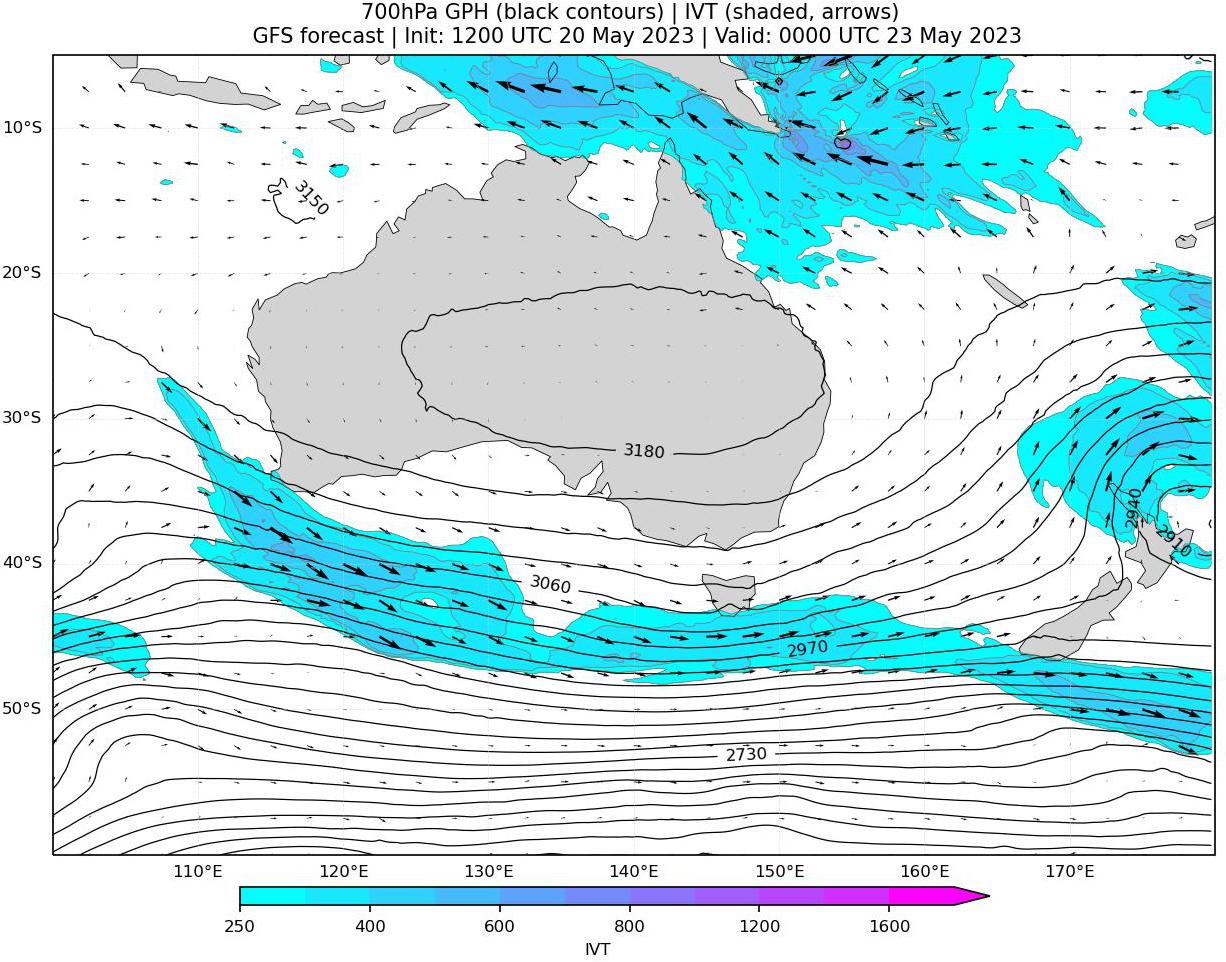 700hPa GPH (black contours) | IVT (shaded, arrows)
GFS forecast | Init: 1200 UTC 20 May 2023 | Valid: 0000 UTC 23 May 2023
10°S
3150
20°S
30°S
3180
2940
2910
40°S
3060
2970
50°S
2730
110°E 120°E 130°E 140°E 150°E 160°E 170°E
250 400 600 800 1200 1600
IVT